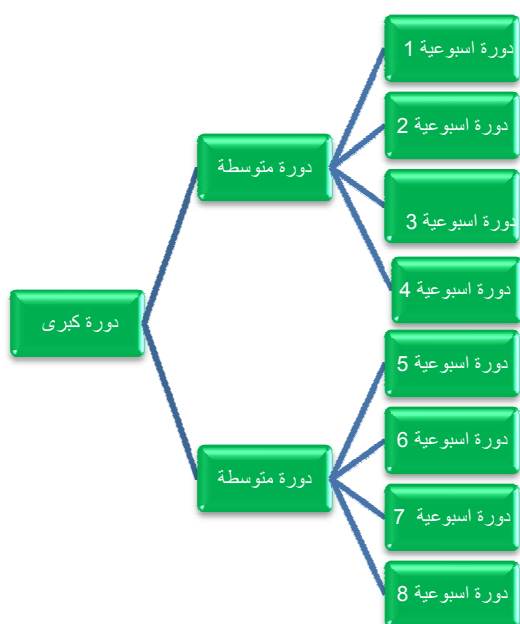 دورة كبرى
دورة متوسطة
دورة اسبوعية 1
دورة اسبوعية 2
دورة اسبوعية 3
دورة اسبوعية 4
دورة متوسطة
دورة اسبوعية 5
دورة اسبوعية 6
دورة اسبوعية 7
دورة اسبوعية 8